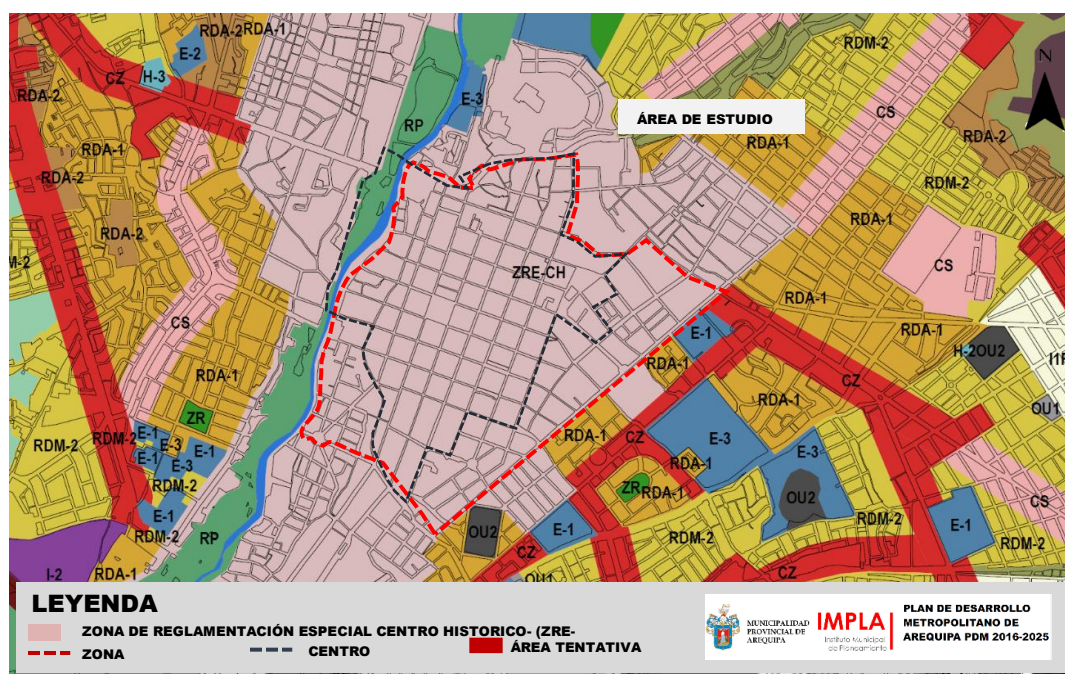 RDA-2
RDA-1
E-2
H-3
CZ
RDA-2
RDM-2
N
E-3
RP
ÁREA DE ESTUDIO
CS
RDA-1
RDA-2
RDA-1
RDA-2
RDM-2
RDA-1
RDA-2
ZRE-CH
CS
RDA-1
CS
E-1
RDA-1
H-2
OU2
RDA-1
RDA-1
CZ
RDA-1
OU1
ZR
RDM-2
RDM-2
E-1
E-3
E-1
E-1
E-3
RDM-2
E-1
RDM-2
RDA-1
CZ
E-3
E-3
RDA-1
ZR
RDA-1
OU2
CS
RDM-2
E-1
RP
OU2
E-1
RDM-2
RDM-2
I-2
RDA-1
CZ
CZ
OU1
LEYENDA
ZONA DE REGLAMENTACIÓN ESPECIAL CENTRO HISTORICO- (ZRE-
ZONA
CENTRO
ÁREA TENTATIVA
MUNICIPALIDAD
PROVINCIAL DE
AREQUIPA
IMPLA
Instituto Municipal
de Planeamiento
PLAN DE DESARROLLO
METROPOLITANO DE
AREQUIPA PDM 2016-2025